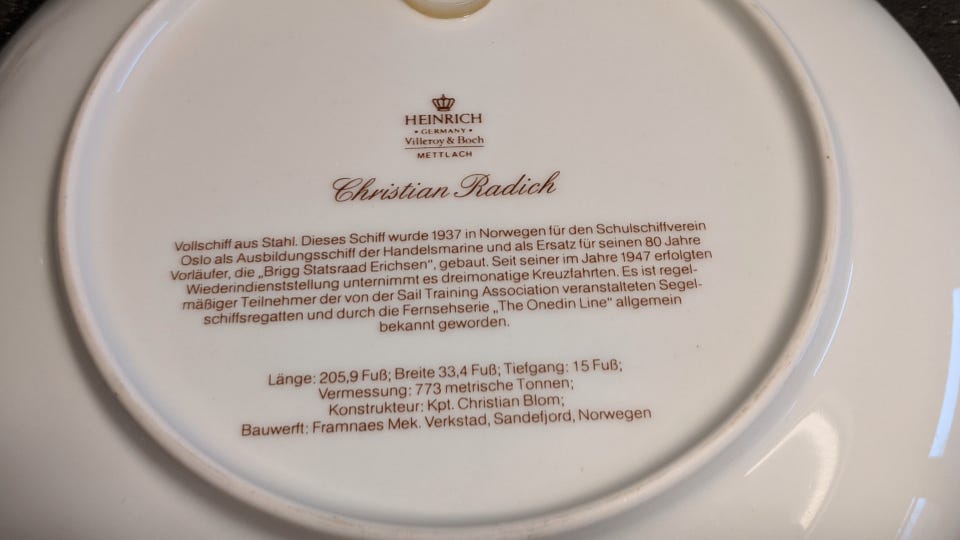 HEINRICH
• GERMANY •
Villeroy & Boch
METTLACH
Christian Radich
Vollschiff aus Stahl. Dieses Schiff wurde 1937 in Norwegen für den Schulschiffverein
Oslo als Ausbildungsschiff der Handelsmarine und als Ersatz für seinen 80 Jahre
Vorläufer, die „Brigg Statsraad Erichsen“, gebaut. Seit seiner im Jahre 1947 erfolgten
Wiederindienststellung unternimmt es dreimonatige Kreuzfahrten. Es ist regel-
mäßiger Teilnehmer der von der Sail Training Association veranstalteten Segel-
schiffsregatten und durch die Fernsehserie „The Onedin Line“ allgemein
bekannt geworden.
Länge: 205,9 Fuß; Breite 33,4 Fuß; Tiefgang: 15 Fuß;
Vermessung: 773 metrische Tonnen;
Konstrukteur: Kpt. Christian Blom;
Bauwerft: Framnaes Mek. Verkstad, Sandefjord, Norwegen